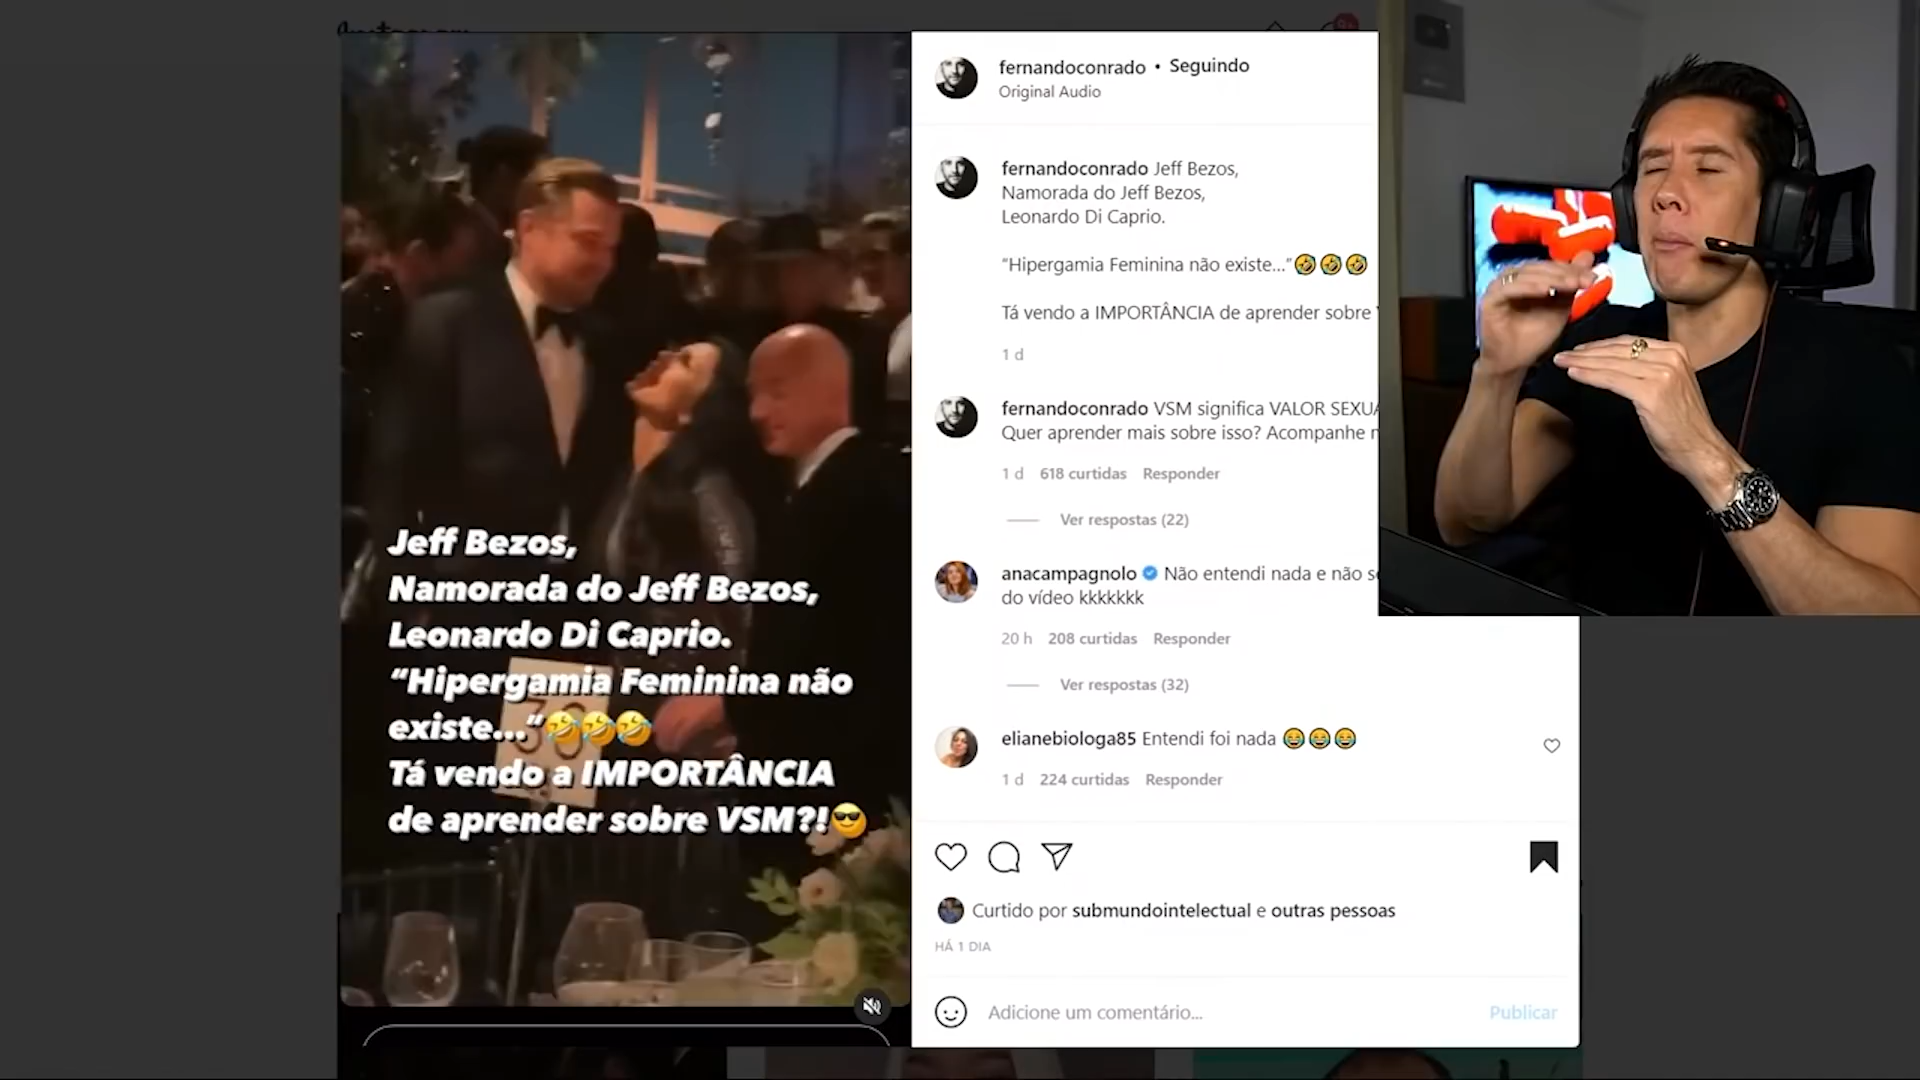 Jeff Bezos,
Namorada do Jeff Bezos,
Leonardo Di Caprio.
“Hipergamia Feminina não
existe...”🤣🤣🤣
Tá vendo a IMPORTÂNCIA
de aprender sobre VSM?!😎
fernandoconrado • Seguindo
Original Audio
fernandoconrado Jeff Bezos,
Namorada do Jeff Bezos,
Leonardo Di Caprio.
“Hipergamia Feminina não existe...”🤣🤣🤣
Tá vendo a IMPORTÂNCIA de aprender sobre
1 d
fernandoconrado VSM significa VALOR
Quer aprender mais sobre isso? Acompanhe
1 d 618 curtidas Responder
Ver respostas (22)
anacampagnolo Não entendi nada e não
do vídeo kkkkkkk
20 h 208 curtidas Responder
Ver respostas (32)
elianebiologa85 Entendi foi nada 😂😂😂
1 d 224 curtidas Responder
Curtido por submundointelectual e outras pessoas
HÁ 1 DIA
Adicione um comentário...
Publicar